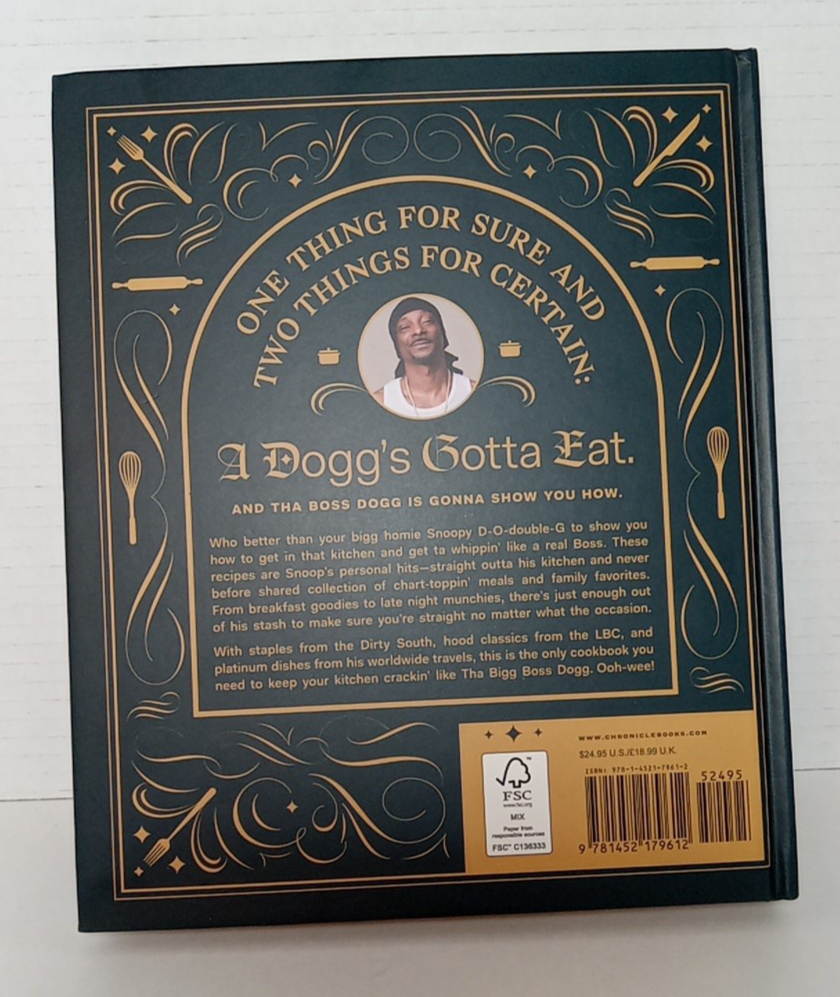 ONE THING FOR SURE AND
TWO THINGS FOR CERTAIN:
A Dogg's Gotta Eat.
AND THA BOSS DOGG IS GONNA SHOW YOU HOW.
Who better than your bigg homie Snoopy D-O-double-G to show you
how to get in that kitchen and get ta whippin' like a real Boss. These
recipes are Snoop's personal hits—straight outta his kitchen and never
before shared collection of chart-toppin' meals and family favorites.
From breakfast goodies to late night munchies, there's just enough out
of his stash to make sure you're straight no matter what the occasion.
With staples from the Dirty South, hood classics from the LBC, and
platinum dishes from his worldwide travels, this is the only cookbook you
need to keep your kitchen crackin' like Tha Bigg Boss Dogg. Ooh-wee!
WWW.CHRONICLEBOOKS.COM
$24.95 U.S./£18.99 U.K.
ISBN: 978-1-4521-7961-2
52495
9 781452 179612
FSC
www.fsc.org
MIX
Paper from
responsible sources
FSC® C136333